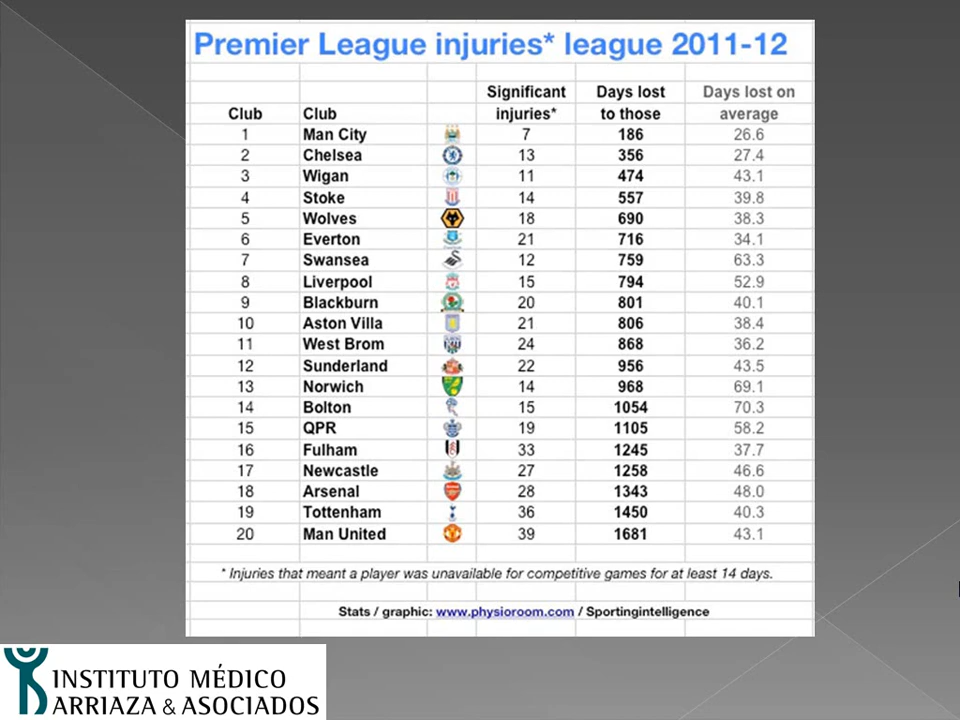 Premier League injuries* league 2011-12
Significant Days lost Days lost on
Club Club injuries* to those average
1 Man City 7 186 26.6
2 Chelsea 13 356 27.4
3 Wigan 11 474 43.1
4 Stoke 14 557 39.8
5 Wolves 18 690 38.3
6 Everton 21 716 34.1
7 Swansea 12 759 63.3
8 Liverpool 15 794 52.9
9 Blackburn 20 801 40.1
10 Aston Villa 21 806 38.4
11 West Brom 24 868 36.2
12 Sunderland 22 956 43.5
13 Norwich 14 968 69.1
14 Bolton 15 1054 70.3
15 QPR 19 1105 58.2
16 Fulham 33 1245 37.7
17 Newcastle 27 1258 46.6
18 Arsenal 28 1343 48.0
19 Tottenham 36 1450 40.3
20 Man United 39 1681 43.1
* Injuries that meant a player was unavailable for competitive games for at least 14 days.
Stats / graphic: www.physioroom.com / Sportingintelligence
INSTITUTO MÉDICO
ARRIAZA & ASOCIADOS